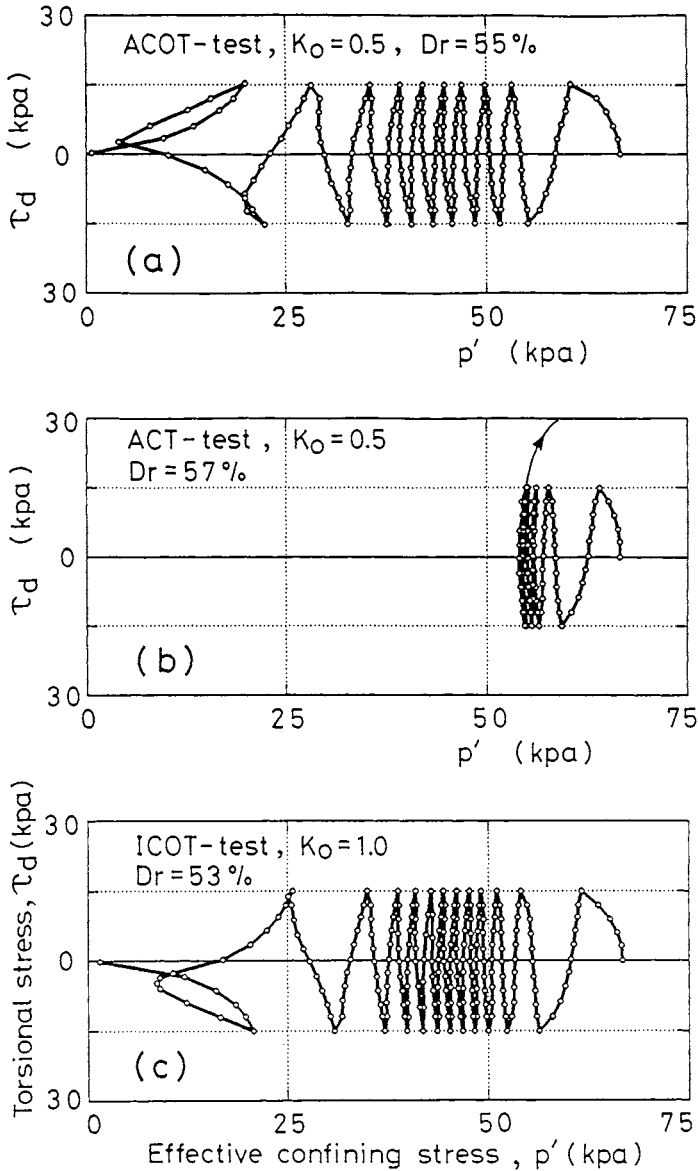 30
ACOT-test, Ko=0.5, Dr=55%
τd (kpa)
0
(a)
30
0 25 50 75
p' (kpa)
30
ACT-test, Ko=0.5
Dr=57%
τd (kpa)
0
(b)
30
0 25 50 75
p' (kpa)
30
ICOT-test, Ko=1.0
Dr=53%
Torsional stress, τd (kpa)
0
(c)
30
0 25 50 75
Effective confining stress, p' (kpa)